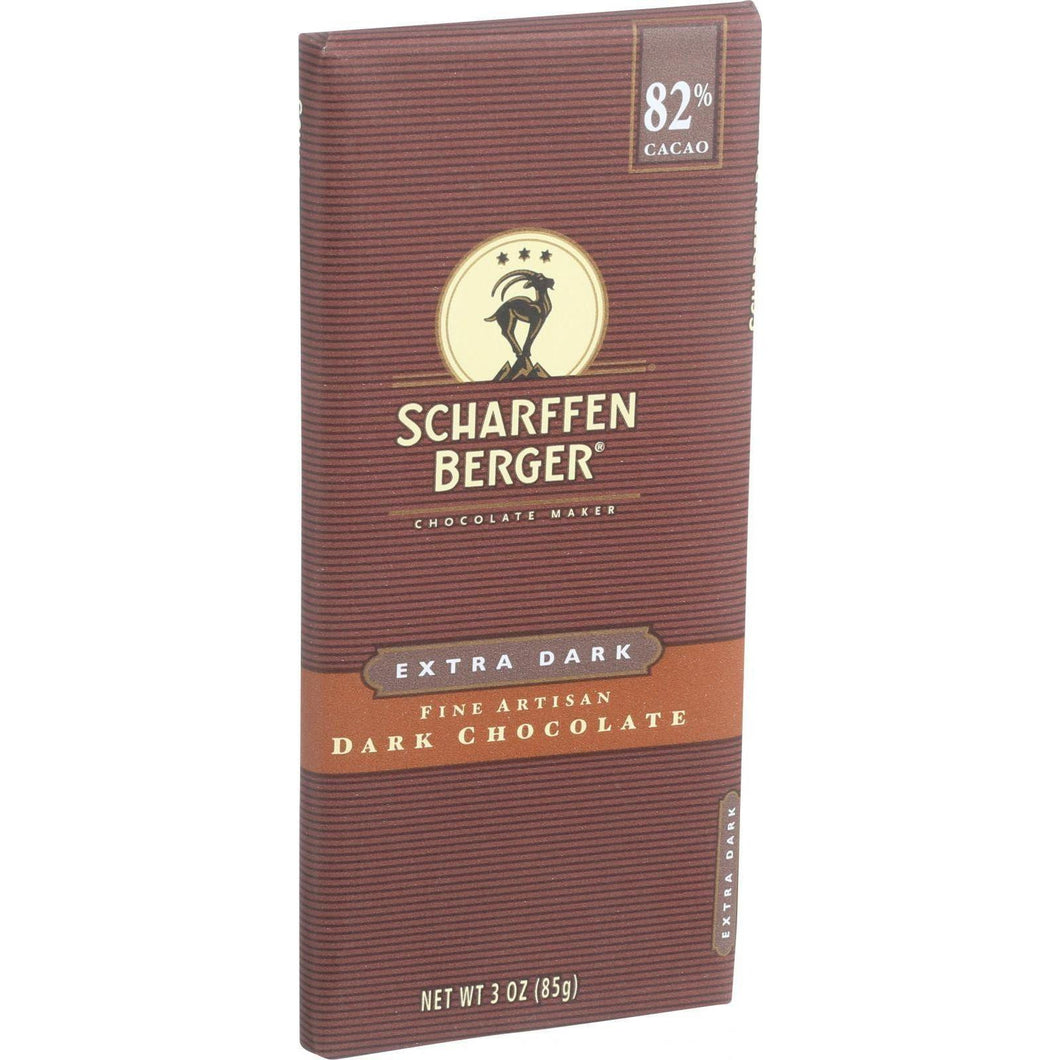 82%
CACAO
SCHARFFEN
BERGER®
CHOCOLATE MAKER
EXTRA DARK
FINE ARTISAN
DARK CHOCOLATE
EXTRA DARK
NET WT 3 OZ (85g)